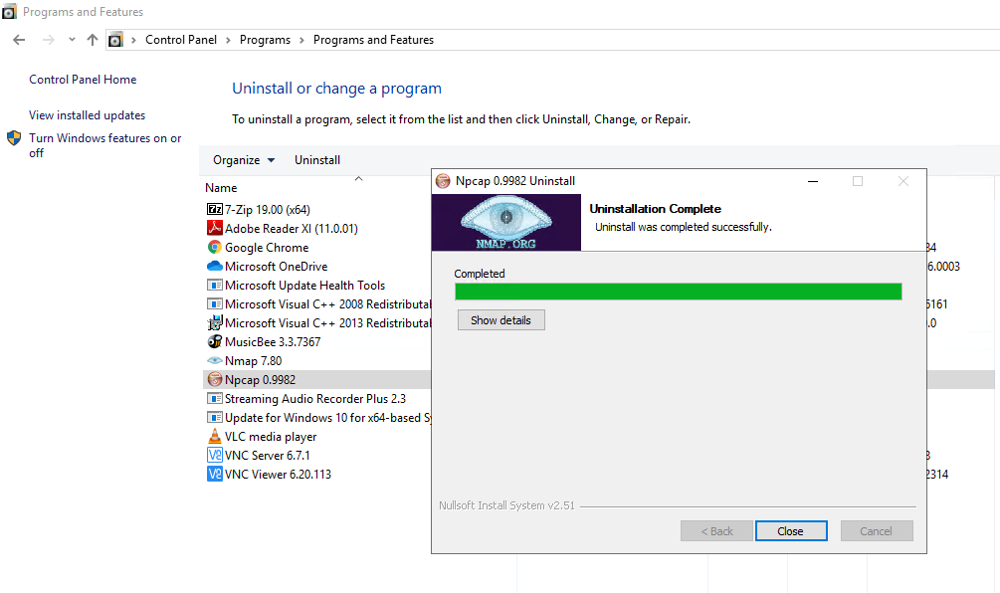 Programs and Features
Control Panel > Programs > Programs and Features
Control Panel Home
View installed updates
Turn Windows features on or
off
Uninstall or change a program
To uninstall a program, select it from the list and then click Uninstall, Change, or Repair.
Organize
Uninstall
Name
7-Zip 19.00 (x64)
Adobe Reader XI (11.0.01)
Google Chrome
Microsoft OneDrive
Microsoft Update Health Tools
Microsoft Visual C++ 2008 Redistributal
Microsoft Visual C++ 2013 Redistributal
MusicBee 3.3.7367
Nmap 7.80
Npcap 0.9982
Streaming Audio Recorder Plus 2.3
Update for Windows 10 for x64-based Sy
VLC media player
VNC Server 6.7.1
VNC Viewer 6.20.113
34
6.0003
6161
.0
3
2314
Npcap 0.9982 Uninstall
NMAP.ORG
Uninstallation Complete
Uninstall was completed successfully.
Completed
Show details
Nullsoft Install System v2.51
< Back
Close
Cancel